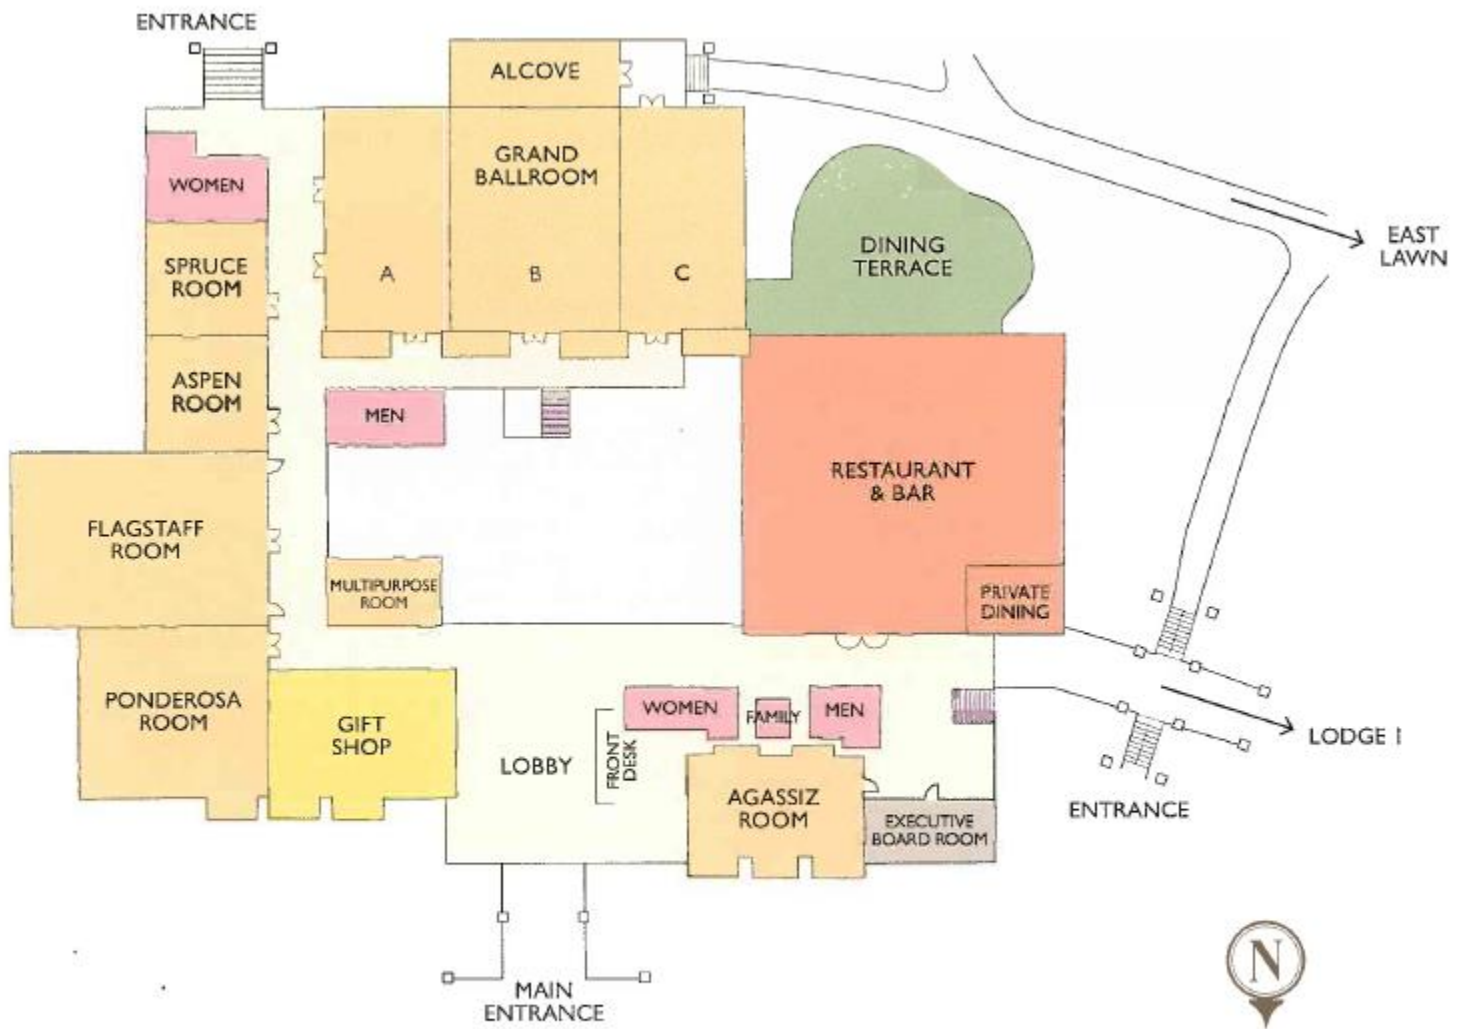 ENTRANCE
ALCOVE
GRAND
BALLROOM
A
B
C
WOMEN
SPRUCE
ROOM
ASPEN
ROOM
MEN
DINING
TERRACE
EAST
LAWN
RESTAURANT
& BAR
FLAGSTAFF
ROOM
MULTIPURPOSE
ROOM
PRIVATE
DINING
PONDEROSA
ROOM
GIFT
SHOP
LOBBY
FRONT
DESK
WOMEN
FAMILY
MEN
AGASSIZ
ROOM
EXECUTIVE
BOARD ROOM
LODGE I
ENTRANCE
MAIN
ENTRANCE
N